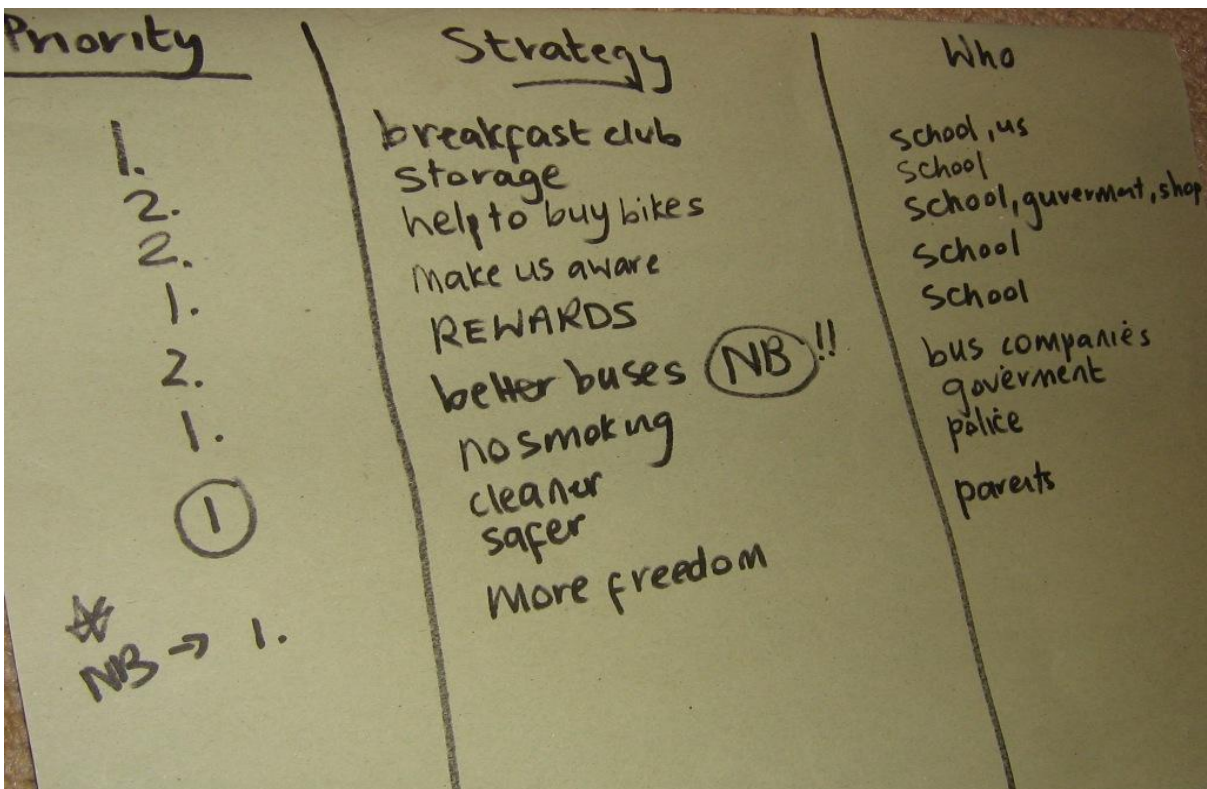 Priority Strategy Who
1. breakfast club school, us
storage school
2. help to buy bikes school, guverment, shop
2. make us aware school
1. REWARDS school
2. better buses NB!! bus companies
goverment
1. no smoking police
1 cleaner parents
safer
More freedom
NB → 1.